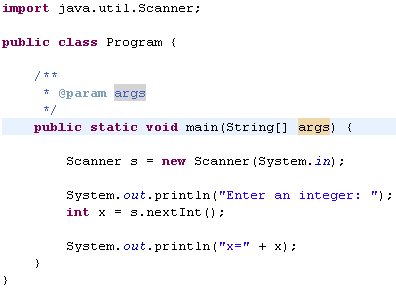 import java.util.Scanner;
public class Program {
/**
* @param args
*/
public static void main(String[] args) {
Scanner s = new Scanner(System.in);
System.out.println("Enter an integer: ");
int x = s.nextInt();
System.out.println("x=" + x);
}
}